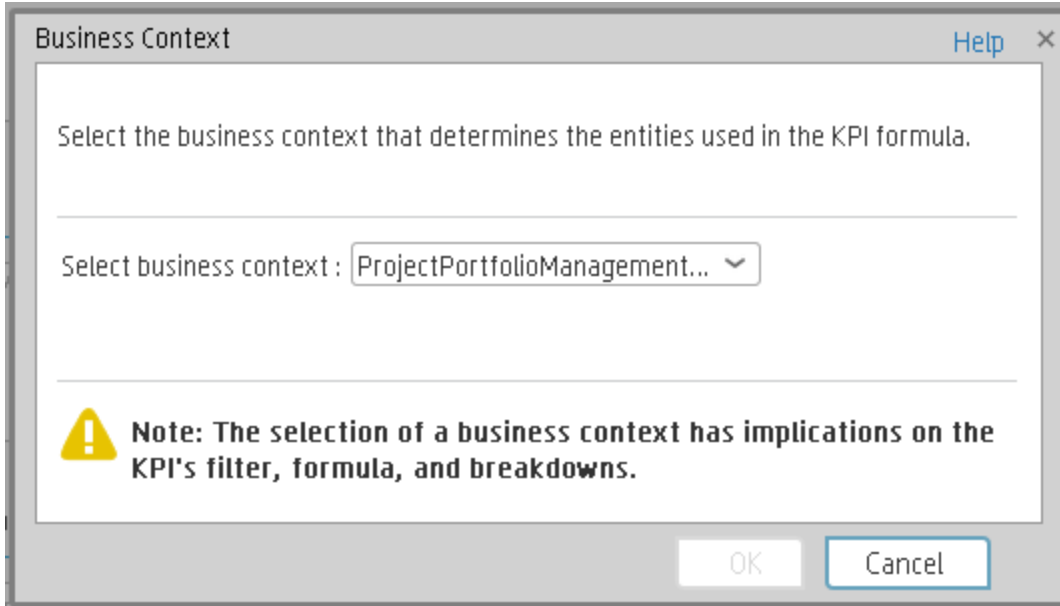 Business Context
Help ×
Select the business context that determines the entities used in the KPI formula.
Select business context : ProjectPortfolioManagement...
Note: The selection of a business context has implications on the
KPI's filter, formula, and breakdowns.
OK
Cancel